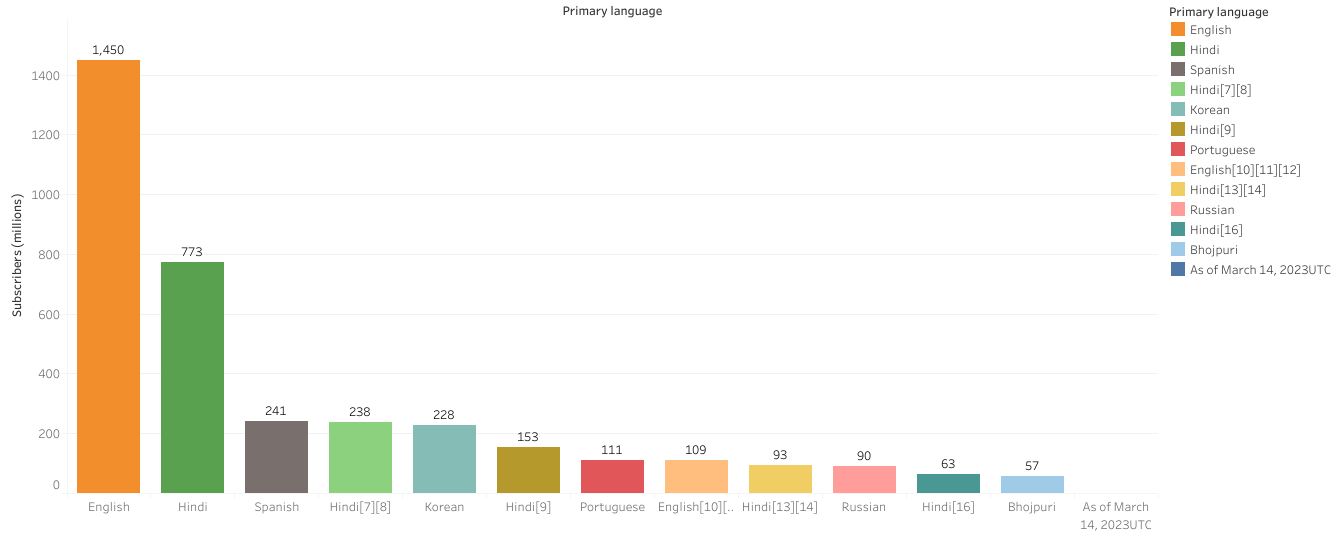 Primary language
Subscribers (millions)
1400
1200
1000
800
600
400
200
0
1,450
773
241
238
228
153
111
109
93
90
63
57
English
Hindi
Spanish
Hindi[7][8]
Korean
Hindi[9]
Portuguese
English[10][..
Hindi[13][14]
Russian
Hindi[16]
Bhojpuri
As of March
14, 2023UTC
Primary language
English
Hindi
Spanish
Hindi[7][8]
Korean
Hindi[9]
Portuguese
English[10][11][12]
Hindi[13][14]
Russian
Hindi[16]
Bhojpuri
As of March 14, 2023UTC